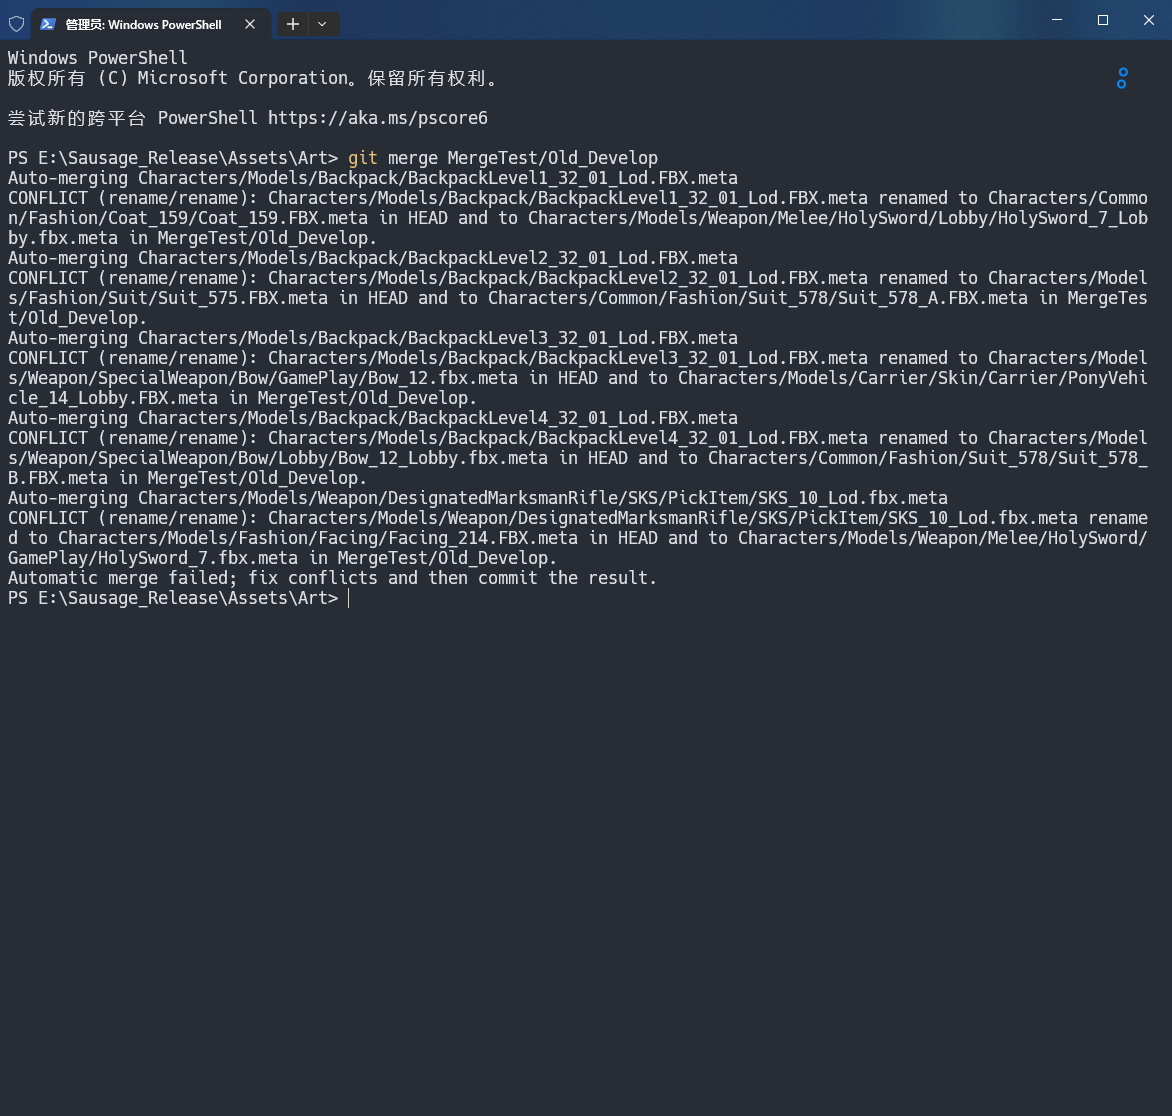 管理员: Windows PowerShell
Windows PowerShell
版权所有 (C) Microsoft Corporation。保留所有权利。
尝试新的跨平台 PowerShell https://aka.ms/pscore6
PS E:\Sausage_Release\Assets\Art> git merge MergeTest/Old_Develop
Auto-merging Characters/Models/Backpack/BackpackLevel1_32_01_Lod.FBX.meta
CONFLICT (rename/rename): Characters/Models/Backpack/BackpackLevel1_32_01_Lod.FBX.meta renamed to Characters/Commo
n/Fashion/Coat_159/Coat_159.FBX.meta in HEAD and to Characters/Models/Weapon/Melee/HolySword/Lobby/HolySword_7_Lob
by.fbx.meta in MergeTest/Old_Develop.
Auto-merging Characters/Models/Backpack/BackpackLevel2_32_01_Lod.FBX.meta
CONFLICT (rename/rename): Characters/Models/Backpack/BackpackLevel2_32_01_Lod.FBX.meta renamed to Characters/Model
s/Fashion/Suit/Suit_575.FBX.meta in HEAD and to Characters/Common/Fashion/Suit_578/Suit_578_A.FBX.meta in MergeTes
t/Old_Develop.
Auto-merging Characters/Models/Backpack/BackpackLevel3_32_01_Lod.FBX.meta
CONFLICT (rename/rename): Characters/Models/Backpack/BackpackLevel3_32_01_Lod.FBX.meta renamed to Characters/Model
s/Weapon/SpecialWeapon/Bow/GamePlay/Bow_12.fbx.meta in HEAD and to Characters/Models/Carrier/Skin/Carrier/PonyVehi
cle_14_Lobby.FBX.meta in MergeTest/Old_Develop.
Auto-merging Characters/Models/Backpack/BackpackLevel4_32_01_Lod.FBX.meta
CONFLICT (rename/rename): Characters/Models/Backpack/BackpackLevel4_32_01_Lod.FBX.meta renamed to Characters/Model
s/Weapon/SpecialWeapon/Bow/Lobby/Bow_12_Lobby.fbx.meta in HEAD and to Characters/Common/Fashion/Suit_578/Suit_578_
B.FBX.meta in MergeTest/Old_Develop.
Auto-merging Characters/Models/Weapon/DesignatedMarksmanRifle/SKS/PickItem/SKS_10_Lod.fbx.meta
CONFLICT (rename/rename): Characters/Models/Weapon/DesignatedMarksmanRifle/SKS/PickItem/SKS_10_Lod.fbx.meta rename
d to Characters/Models/Fashion/Facing/Facing_214.FBX.meta in HEAD and to Characters/Models/Weapon/Melee/HolySword/
GamePlay/HolySword_7.fbx.meta in MergeTest/Old_Develop.
Automatic merge failed; fix conflicts and then commit the result.
PS E:\Sausage_Release\Assets\Art>